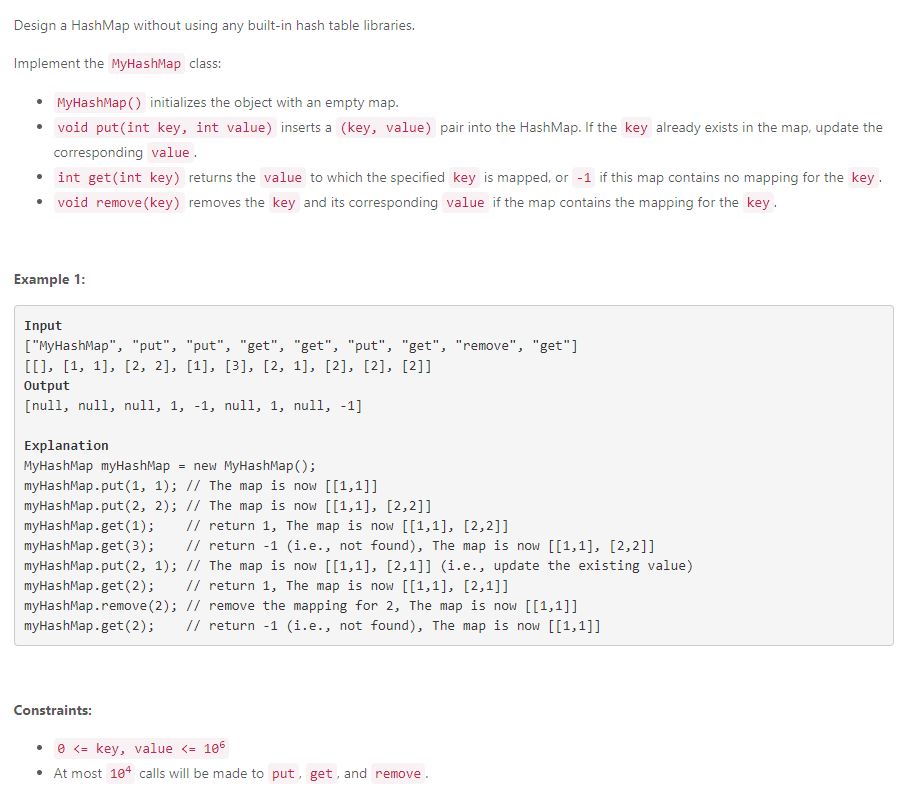 Design a HashMap without using any built-in hash table libraries.
Implement the MyHashMap class:
• MyHashMap() initializes the object with an empty map.
• void put(int key, int value) inserts a (key, value) pair into the HashMap. If the key already exists in the map, update the
corresponding value .
• int get(int key) returns the value to which the specified key is mapped, or -1 if this map contains no mapping for the key .
• void remove(key) removes the key and its corresponding value if the map contains the mapping for the key .
Example 1:
Input
["MyHashMap", "put", "put", "get", "get", "put", "get", "remove", "get"]
[[], [1, 1], [2, 2], [1], [3], [2, 1], [2], [2], [2]]
Output
[null, null, null, 1, -1, null, 1, null, -1]
Explanation
MyHashMap myHashMap = new MyHashMap();
myHashMap.put(1, 1); // The map is now [[1,1]]
myHashMap.put(2, 2); // The map is now [[1,1], [2,2]]
myHashMap.get(1);    // return 1, The map is now [[1,1], [2,2]]
myHashMap.get(3);    // return -1 (i.e., not found), The map is now [[1,1], [2,2]]
myHashMap.put(2, 1); // The map is now [[1,1], [2,1]] (i.e., update the existing value)
myHashMap.get(2);    // return 1, The map is now [[1,1], [2,1]]
myHashMap.remove(2); // remove the mapping for 2, The map is now [[1,1]]
myHashMap.get(2);    // return -1 (i.e., not found), The map is now [[1,1]]
Constraints:
• 0 <= key, value <= 10⁶
• At most 10⁴ calls will be made to put , get , and remove .